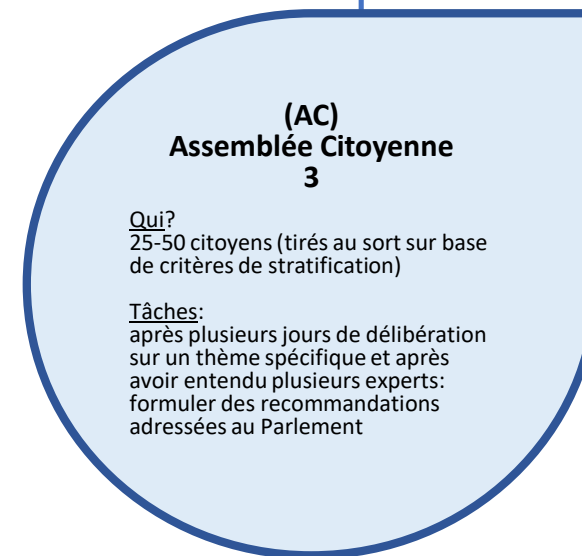 (AC)
Assemblée Citoyenne
3
Qui?
25-50 citoyens (tirés au sort sur base
de critères de stratification)
Tâches:
après plusieurs jours de délibération
sur un thème spécifique et après
avoir entendu plusieurs experts:
formuler des recommandations
adressées au Parlement